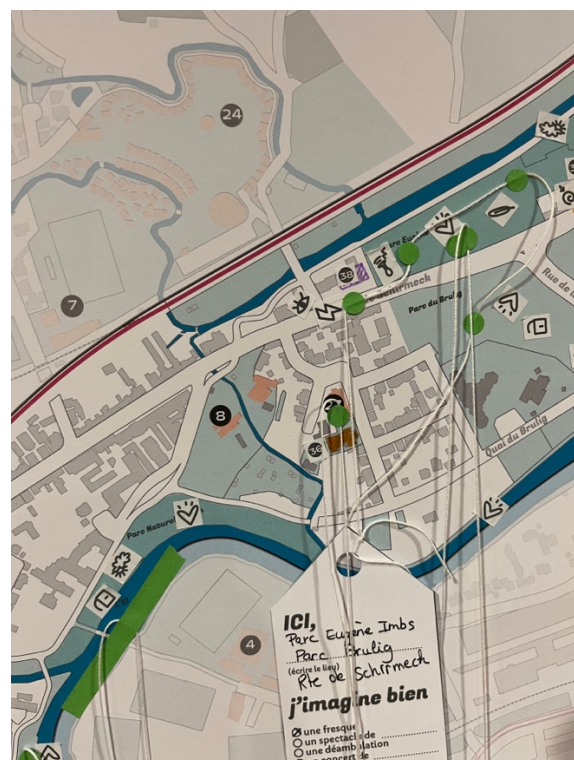 24
7
38
Schirmeck
Parc du Brulig
Rue de
8
36
Quai du Brulig
Parc Naturel
4
ICI,
Parc Eugène Imbs
Parc Brulig
(écrire le lieu)
Rte de Schirmeck
j'imagine bien
une fresque
un spectacle de
une déambulation